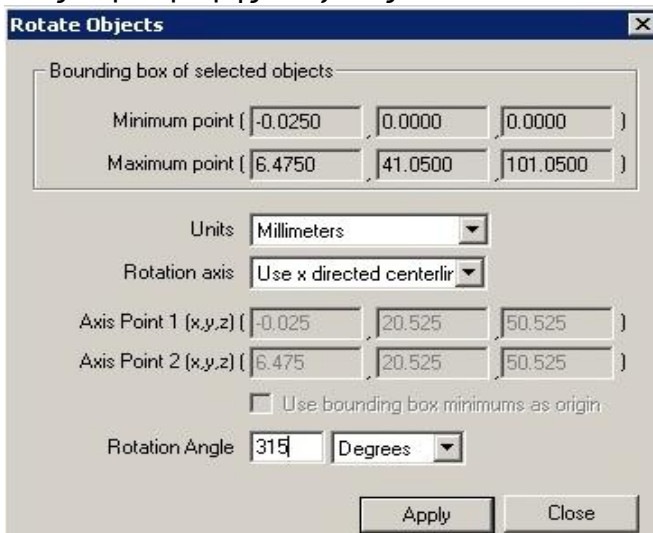 Rotate Objects
Bounding box of selected objects
Minimum point ( -0.0250 , 0.0000 , 0.0000 )
Maximum point ( 6.4750 , 41.0500 , 101.0500 )
Units Millimeters
Rotation axis Use x directed centerlir
Axis Point 1 (x,y,z) ( -0.025 , 20.525 , 50.525 )
Axis Point 2 (x,y,z) ( 6.475 , 20.525 , 50.525 )
Use bounding box minimums as origin
Rotation Angle 315 Degrees
Apply Close